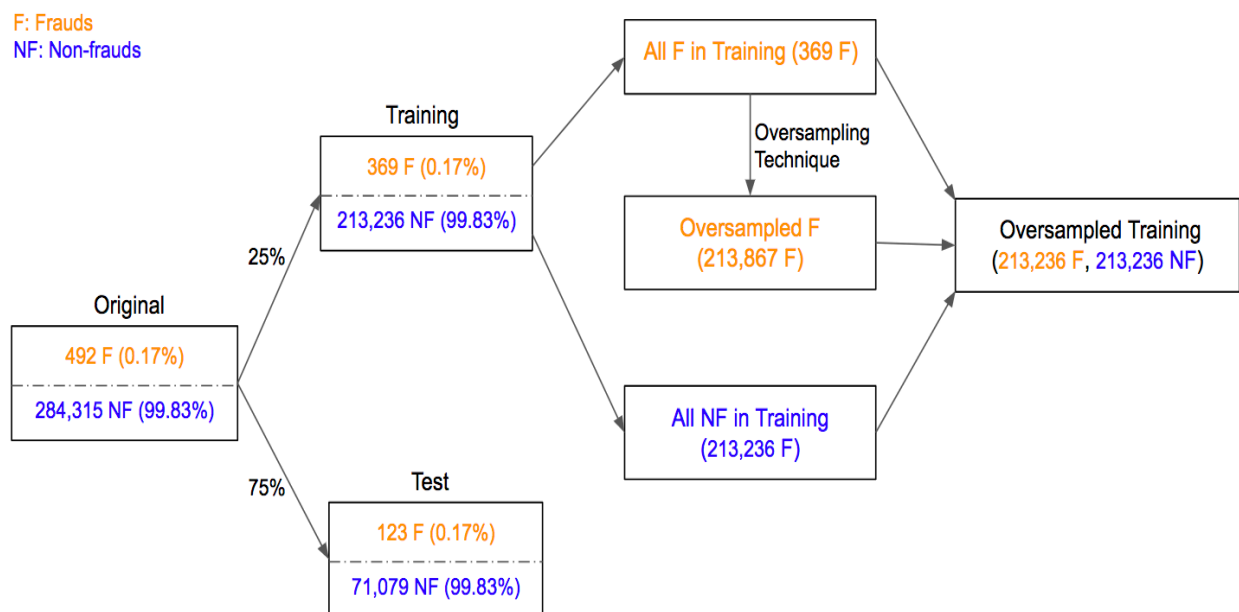 F: Frauds
NF: Non-frauds
All F in Training (369 F)
Training
Oversampling
Technique
369 F (0.17%)
213,236 NF (99.83%)
Oversampled F
(213,867 F)
Oversampled Training
(213,236 F, 213,236 NF)
25%
Original
492 F (0.17%)
284,315 NF (99.83%)
All NF in Training
(213,236 F)
75%
Test
123 F (0.17%)
71,079 NF (99.83%)